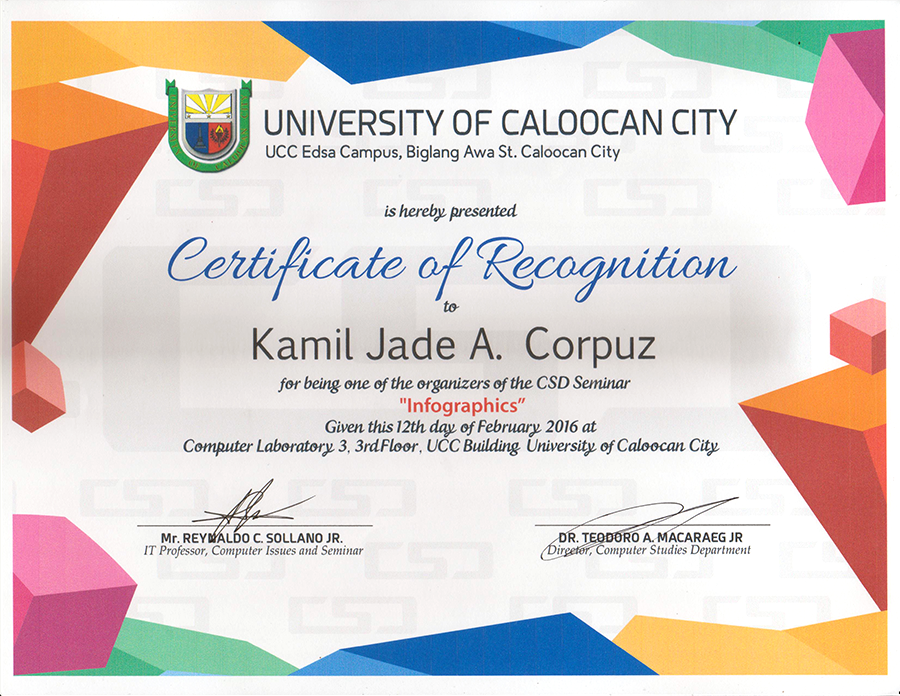 UNIVERSITY OF CALOOCAN CITY
UCC Edsa Campus, Biglang Awa St. Caloocan City
is hereby presented
Certificate of Recognition
to
Kamil Jade A. Corpuz
for being one of the organizers of the CSD Seminar
"Infographics"
Given this 12th day of February 2016 at
Computer Laboratory 3, 3rd Floor, UCC Building University of Caloocan City
Mr. REYNALDO C. SOLLANO JR.
IT Professor, Computer Issues and Seminar
DR. TEODORO A. MACARAEG JR
Director, Computer Studies Department